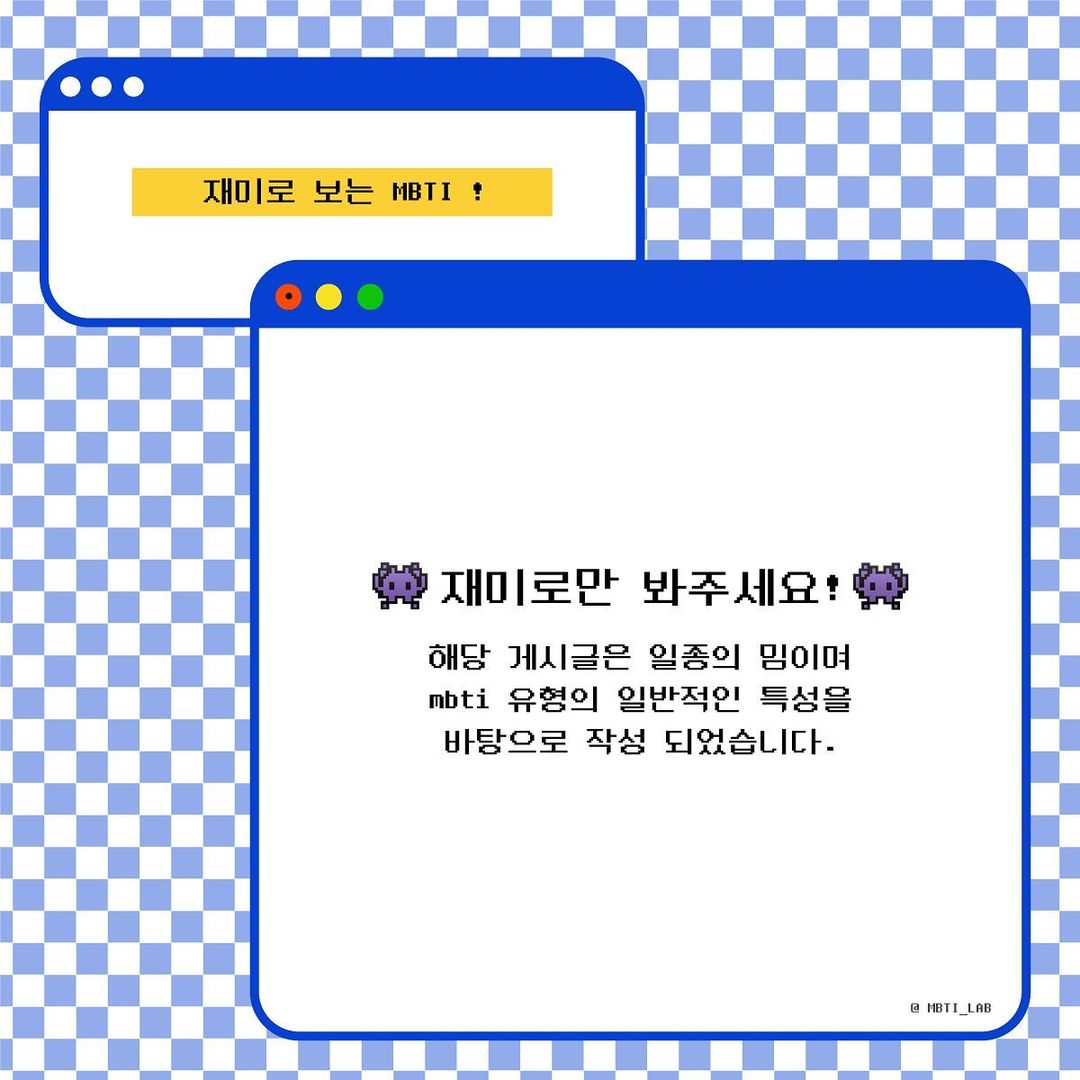 재미로 보는 MBTI !
👾 재미로만 봐주세요! 👾
해당 게시글은 일종의 밈이며
mbti 유형의 일반적인 특성을
바탕으로 작성 되었습니다.
@ MBTI_LAB